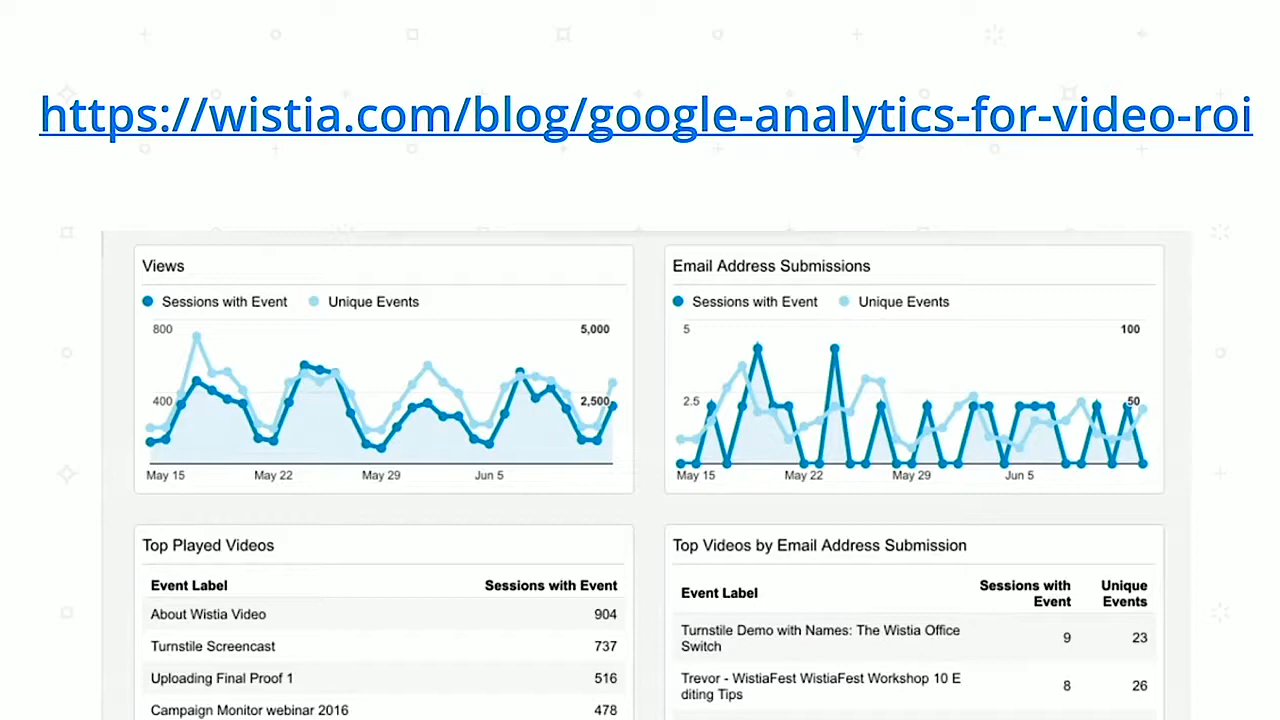 https://wistia.com/blog/google-analytics-for-video-roi
Views
Sessions with Event Unique Events
800 5,000
400 2,500
May 15 May 22 May 29 Jun 5
Email Address Submissions
Sessions with Event Unique Events
5 100
2.5 50
May 15 May 22 May 29 Jun 5
Top Played Videos
Event Label Sessions with Event
About Wistia Video 904
Turnstile Screencast 737
Uploading Final Proof 1 516
Campaign Monitor webinar 2016 478
Top Videos by Email Address Submission
Event Label Sessions with Event Unique Events
Turnstile Demo with Names: The Wistia Office
Switch 9 23
Trevor - WistiaFest WistiaFest Workshop 10 E
diting Tips 8 26